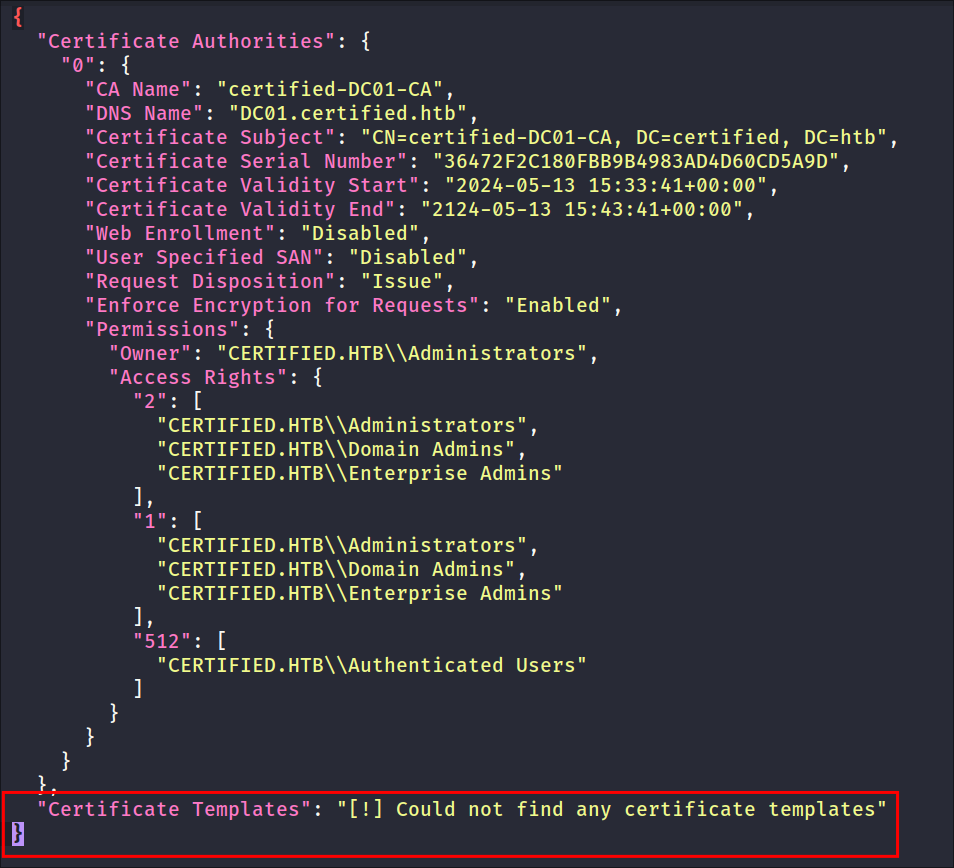 {
  "Certificate Authorities": {
    "0": {
      "CA Name": "certified-DC01-CA",
      "DNS Name": "DC01.certified.htb",
      "Certificate Subject": "CN=certified-DC01-CA, DC=certified, DC=htb",
      "Certificate Serial Number": "36472F2C180FBB9B4983AD4D60CD5A9D",
      "Certificate Validity Start": "2024-05-13 15:33:41+00:00",
      "Certificate Validity End": "2124-05-13 15:43:41+00:00",
      "Web Enrollment": "Disabled",
      "User Specified SAN": "Disabled",
      "Request Disposition": "Issue",
      "Enforce Encryption for Requests": "Enabled",
      "Permissions": {
        "Owner": "CERTIFIED.HTB\\Administrators",
        "Access Rights": {
          "2": [
            "CERTIFIED.HTB\\Administrators",
            "CERTIFIED.HTB\\Domain Admins",
            "CERTIFIED.HTB\\Enterprise Admins"
          ],
          "1": [
            "CERTIFIED.HTB\\Administrators",
            "CERTIFIED.HTB\\Domain Admins",
            "CERTIFIED.HTB\\Enterprise Admins"
          ],
          "512": [
            "CERTIFIED.HTB\\Authenticated Users"
          ]
        }
      }
    }
  },
  "Certificate Templates": "[!] Could not find any certificate templates"
}